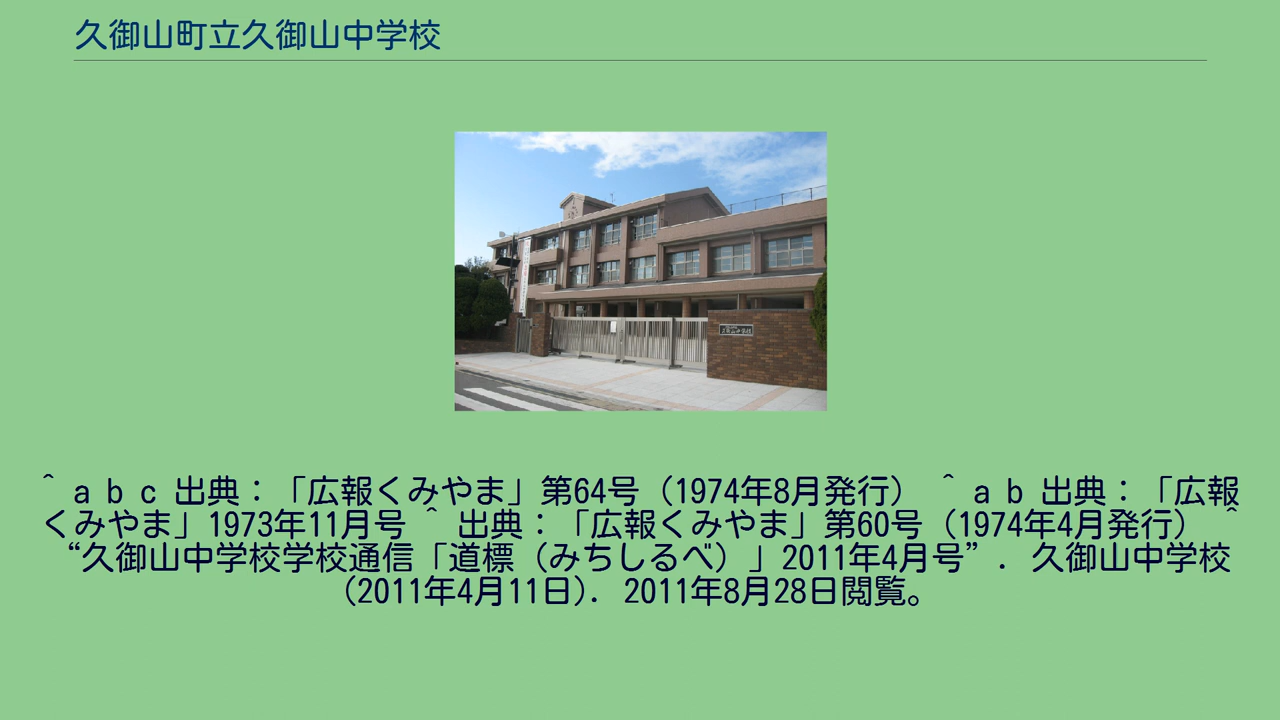 久御山町立久御山中学校
^ a b c 出典：「広報くみやま」第64号（1974年8月発行） ^ a b 出典：「広報
くみやま」1973年11月号 ^ 出典：「広報くみやま」第60号（1974年4月発行） ^
“久御山中学校学校通信「道標（みちしるべ）」2011年4月号”. 久御山中学校
(2011年4月11日). 2011年8月28日閲覧。